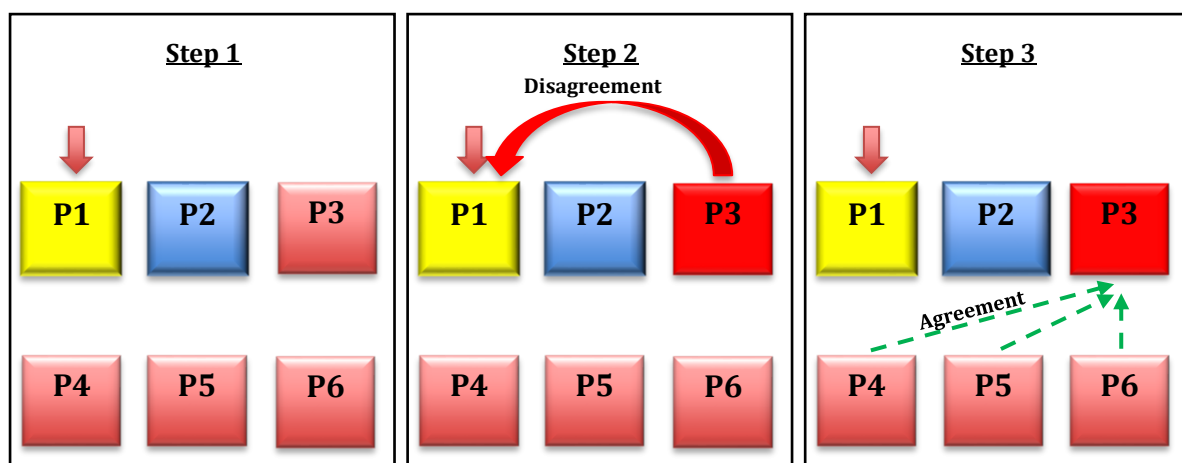 Step 1
P1 P2 P3
P4 P5 P6
Step 2
Disagreement
P1 P2 P3
P4 P5 P6
Step 3
P1 P2 P3
Agreement
P4 P5 P6